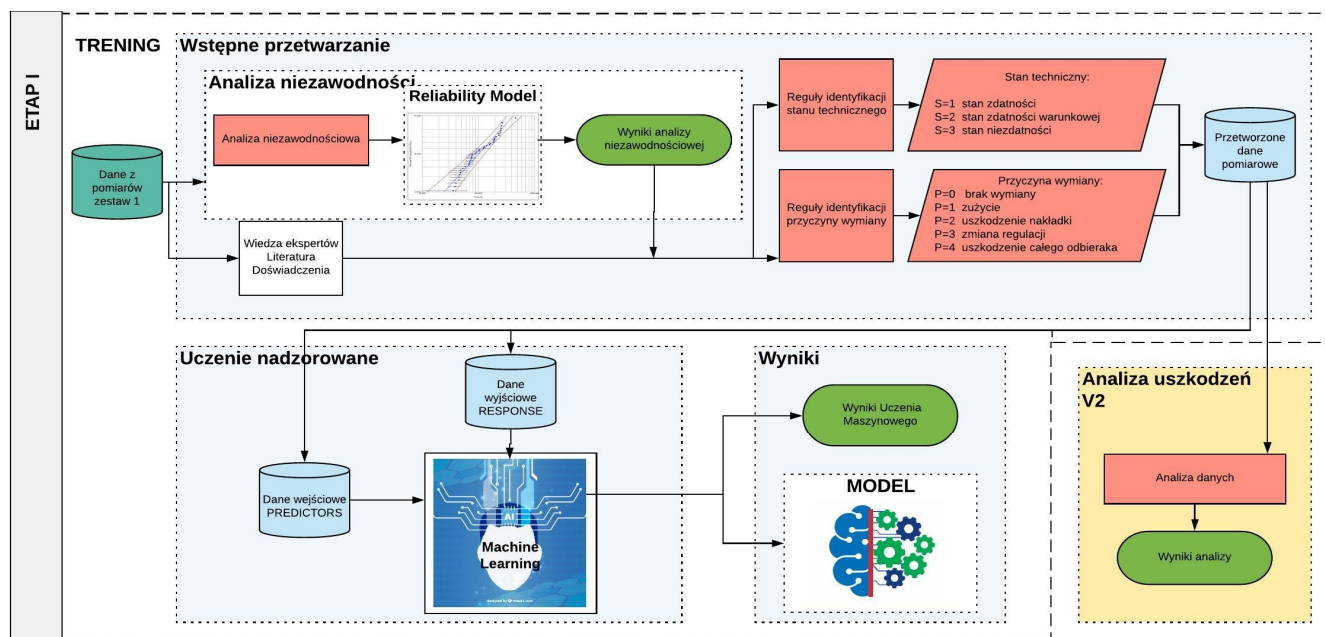 ETAP I
TRENING
Wstępne przetwarzanie
Analiza niezawodności
Reliability Model
Analiza niezawodnościowa
Wyniki analizy
niezawodnościowej
Dane z
pomiarów
zestaw 1
Wiedza ekspertów
Literatura
Doświadczenia
Reguły identyfikacji
stanu technicznego
Stan techniczny:
S=1 stan zdatności
S=2 stan zdatności warunkowej
S=3 stan niezdatności
Reguły identyfikacji
przyczyny wymiany
Przyczyna wymiany:
P=0 brak wymiany
P=1 zużycie
P=2 uszkodzenie nakładki
P=3 zmiana regulacji
P=4 uszkodzenie całego odbieraka
Przetworzone
dane
pomiarowe
Uczenie nadzorowane
Dane
wyjściowe
RESPONSE
Dane wejściowe
PREDICTORS
AI
Machine
Learning
Wyniki
Wyniki Uczenia
Maszynowego
MODEL
Analiza uszkodzeń
V2
Analiza danych
Wyniki analizy